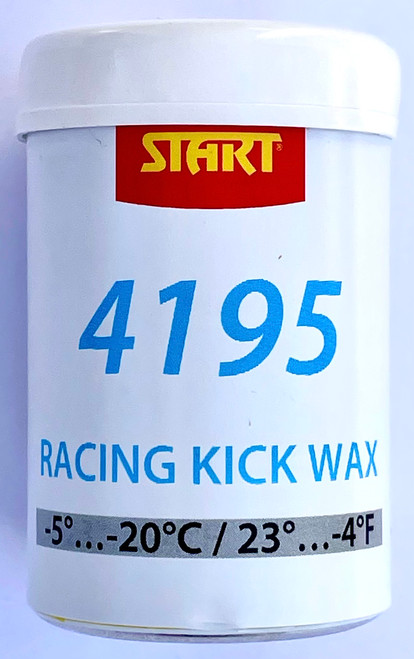 START®
4195
RACING KICK WAX
-5°...-20°C / 23°...-4°F